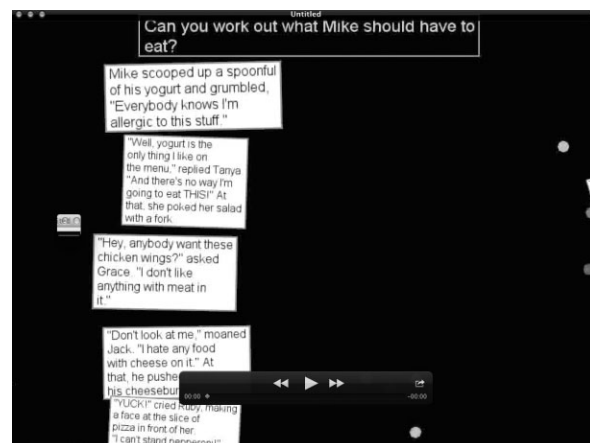 Untitled
Can you work out what Mike should have to
eat?
Mike scooped up a spoonful
of his yogurt and grumbled,
"Everybody knows I'm
allergic to this stuff."
"Well, yogurt is the
only thing I like on
the menu," replied Tanya
"And there's no way I'm
going to eat THIS!" At
that, she poked her salad
with a fork.
"Hey, anybody want these
chicken wings?" asked
Grace. "I don't like
anything with meat in
it."
"Don't look at me," moaned
Jack. "I hate any food
with cheese on it." At
that, he pushe
his cheesebur
00:00
-00:00
"YUCK!" cried Ruby, making
a face at the slice of
pizza in front of her.
"I can't stand pepperoni!"